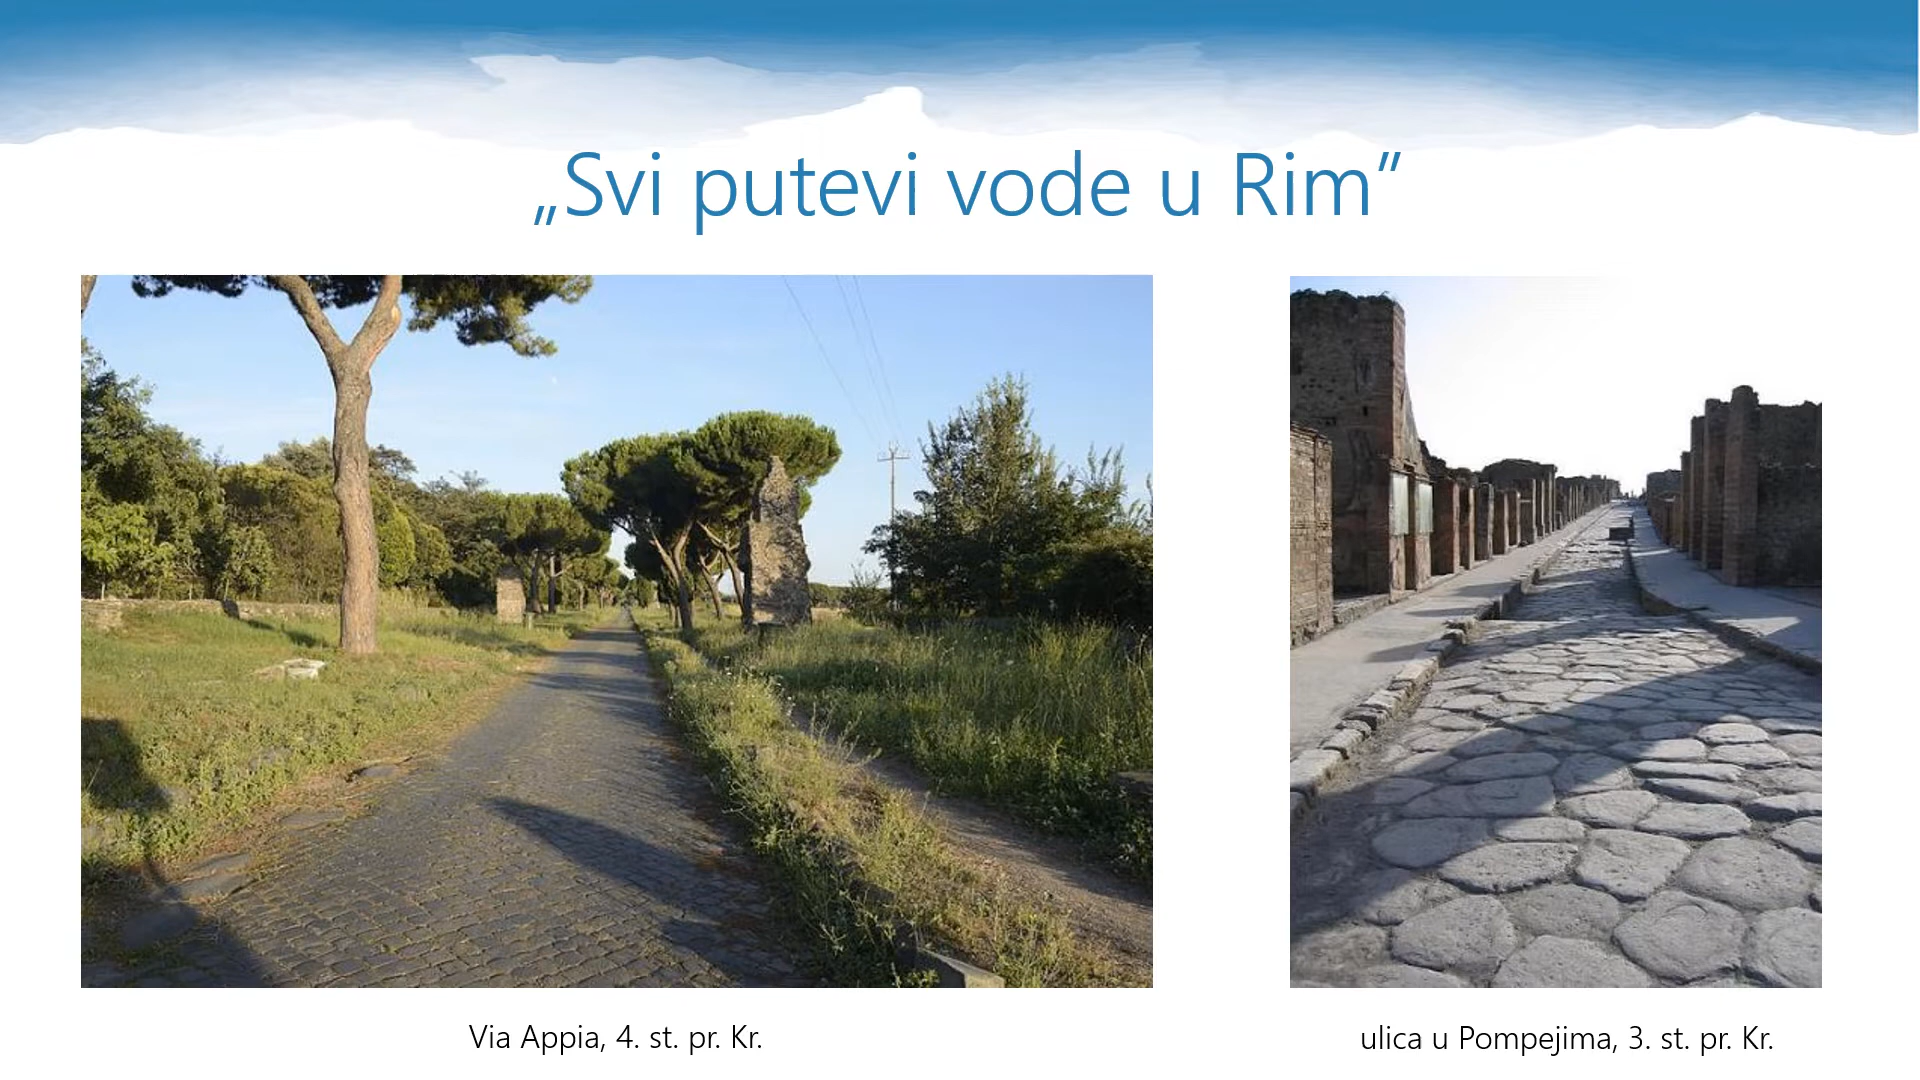 „Svi putevi vode u Rim”
Via Appia, 4. st. pr. Kr.
ulica u Pompejima, 3. st. pr. Kr.